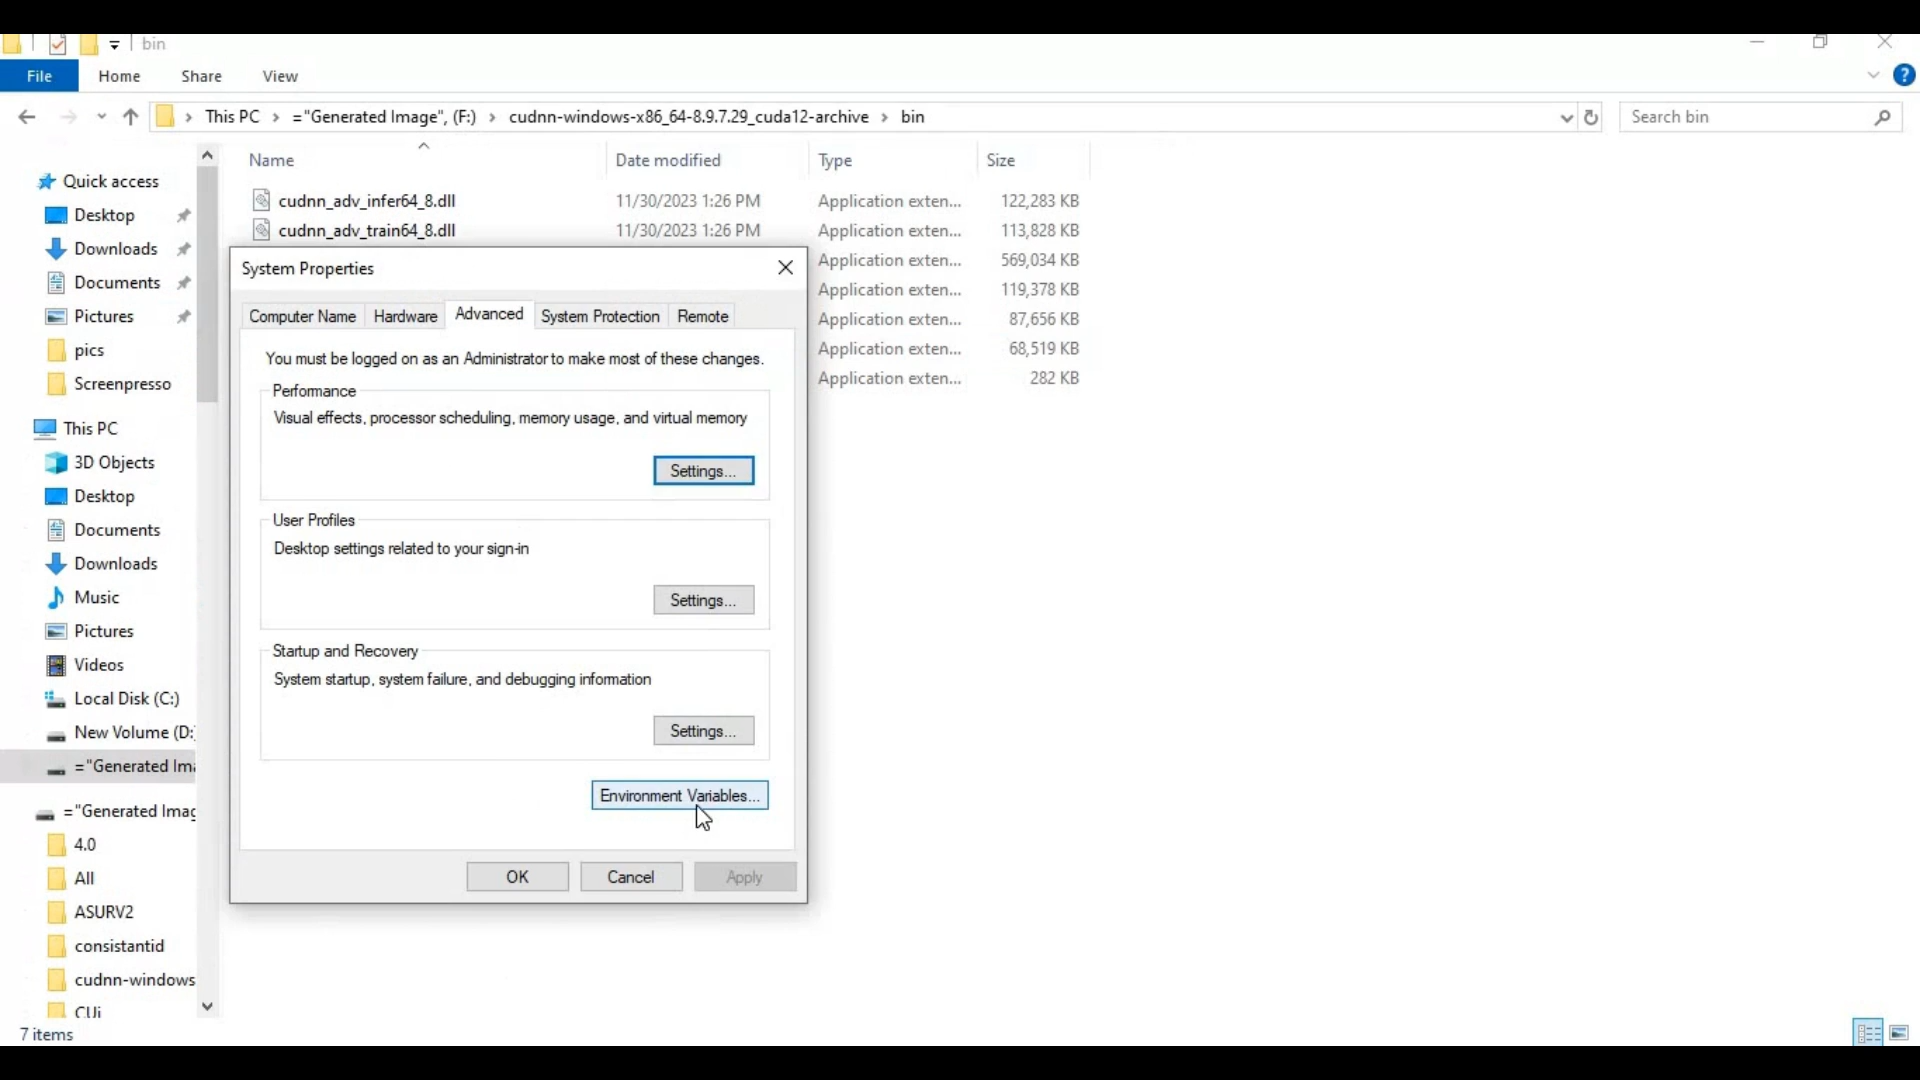 bin
File Home Share View
This PC ="Generated Image", (F:) cudnn-windows-x86_64-8.9.7.29_cuda12-archive bin
Search bin
Name Date modified Type Size
Quick access
Desktop
Downloads
Documents
Pictures
pics
Screenpresso
This PC
3D Objects
Desktop
Documents
Downloads
Music
Pictures
Videos
Local Disk (C:)
New Volume (D:
="Generated Ima
="Generated Imag
4.0
All
ASURV2
consistantid
cudnn-windows
CUi
cudnn_adv_infer64_8.dll 11/30/2023 1:26 PM Application exten... 122,283 KB
cudnn_adv_train64_8.dll 11/30/2023 1:26 PM Application exten... 113,828 KB
Application exten... 569,034 KB
Application exten... 119,378 KB
Application exten... 87,656 KB
Application exten... 68,519 KB
Application exten... 282 KB
System Properties
Computer Name Hardware Advanced System Protection Remote
You must be logged on as an Administrator to make most of these changes.
Performance
Visual effects, processor scheduling, memory usage, and virtual memory
Settings...
User Profiles
Desktop settings related to your sign-in
Settings...
Startup and Recovery
System startup, system failure, and debugging information
Settings...
Environment Variables...
OK Cancel Apply
7 items